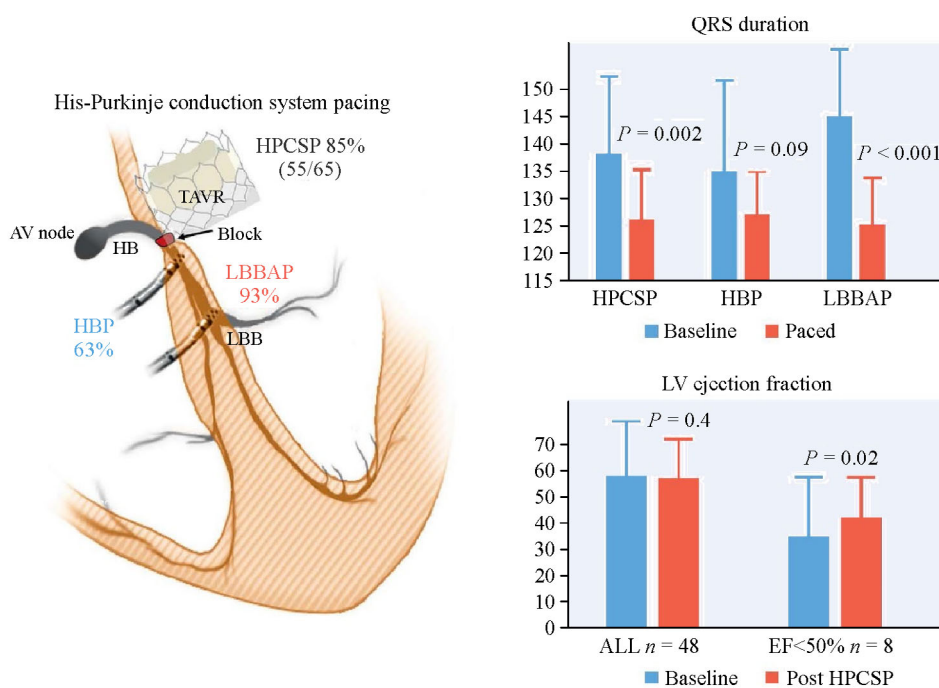 His-Purkinje conduction system pacing
HPCSP 85%
(55/65)
TAVR
AV node
HB
Block
LBBAP
93%
HBP
63%
LBB
QRS duration
150
145
140
135
130
125
120
115
P = 0.002
P = 0.09
P < 0.001
HPCSP HBP LBBAP
Baseline Paced
LV ejection fraction
70
60
50
40
30
20
10
0
P = 0.4
P = 0.02
ALL n = 48 EF<50% n = 8
Baseline Post HPCSP